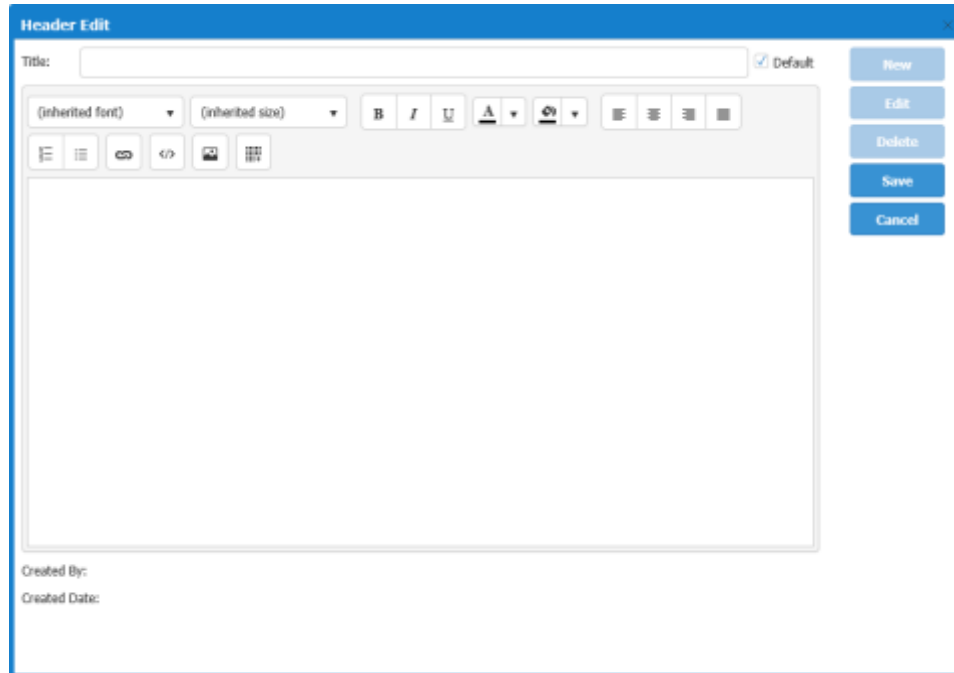 Header Edit
Title:
Default
New
(inherited font) (inherited size) B I U A
Edit
Delete
Save
Cancel
Created By:
Created Date: